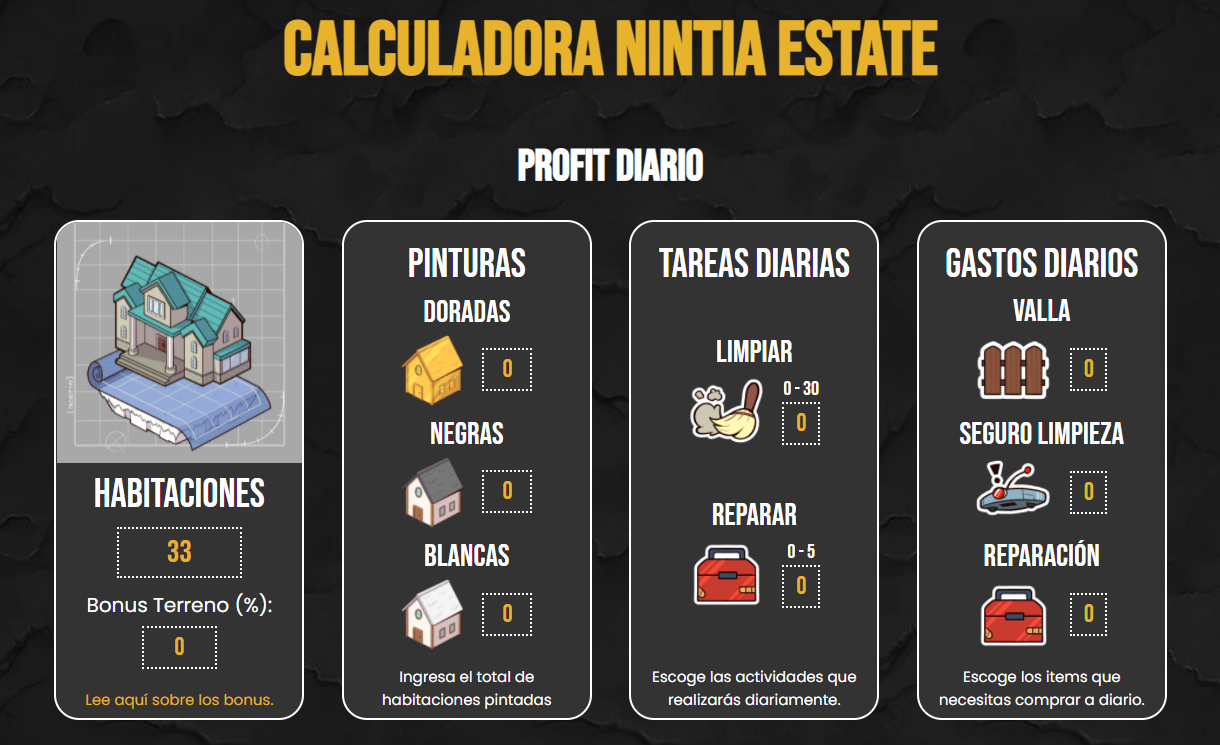 CALCULADORA NINTIA ESTATE
PROFIT DIARIO
HABITACIONES
33
Bonus Terreno (%):
0
Lee aquí sobre los bonus.
PINTURAS
DORADAS
0
NEGRAS
0
BLANCAS
0
Ingresa el total de
habitaciones pintadas
TAREAS DIARIAS
LIMPIAR
0 - 30
0
REPARAR
0 - 5
0
Escoge las actividades que
realizarás diariamente.
GASTOS DIARIOS
VALLA
0
SEGURO LIMPIEZA
0
REPARACIÓN
0
Escoge los items que
necesitas comprar a diario.